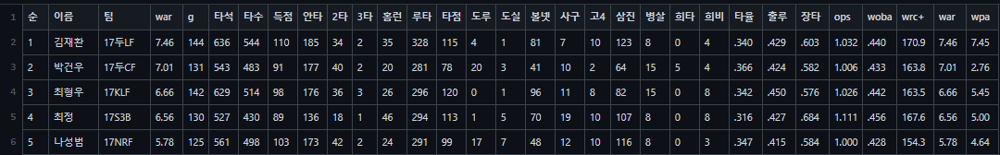 1 순 이름 팀 war g 타석 타수 득점 안타 2타 3타 홈런 루타 타점 도루 도실 볼넷 사구 고4 삼진 병살 희타 희비 타율 출루 장타 ops woba wrc+ war wpa
2 1 김재환 17두LF 7.46 144 636 544 110 185 34 2 35 328 115 4 1 81 7 10 123 8 0 4 .340 .429 .603 1.032 .440 170.9 7.46 7.45
3 2 박건우 17두CF 7.01 131 543 483 91 177 40 2 20 281 78 20 3 41 10 2 64 15 5 4 .366 .424 .582 1.006 .433 163.8 7.01 2.76
4 3 최형우 17KLF 6.66 142 629 514 98 176 36 3 26 296 120 0 1 96 11 8 82 15 0 8 .342 .450 .576 1.026 .442 163.5 6.66 5.45
5 4 최정 17S3B 6.56 130 527 430 89 136 18 1 46 294 113 1 5 70 19 10 107 8 0 8 .316 .427 .684 1.111 .456 167.6 6.56 5.00
6 5 나성범 17NRF 5.78 125 561 498 103 173 42 2 24 291 99 17 7 48 12 10 116 8 0 3 .347 .415 .584 1.000 .428 154.3 5.78 4.64